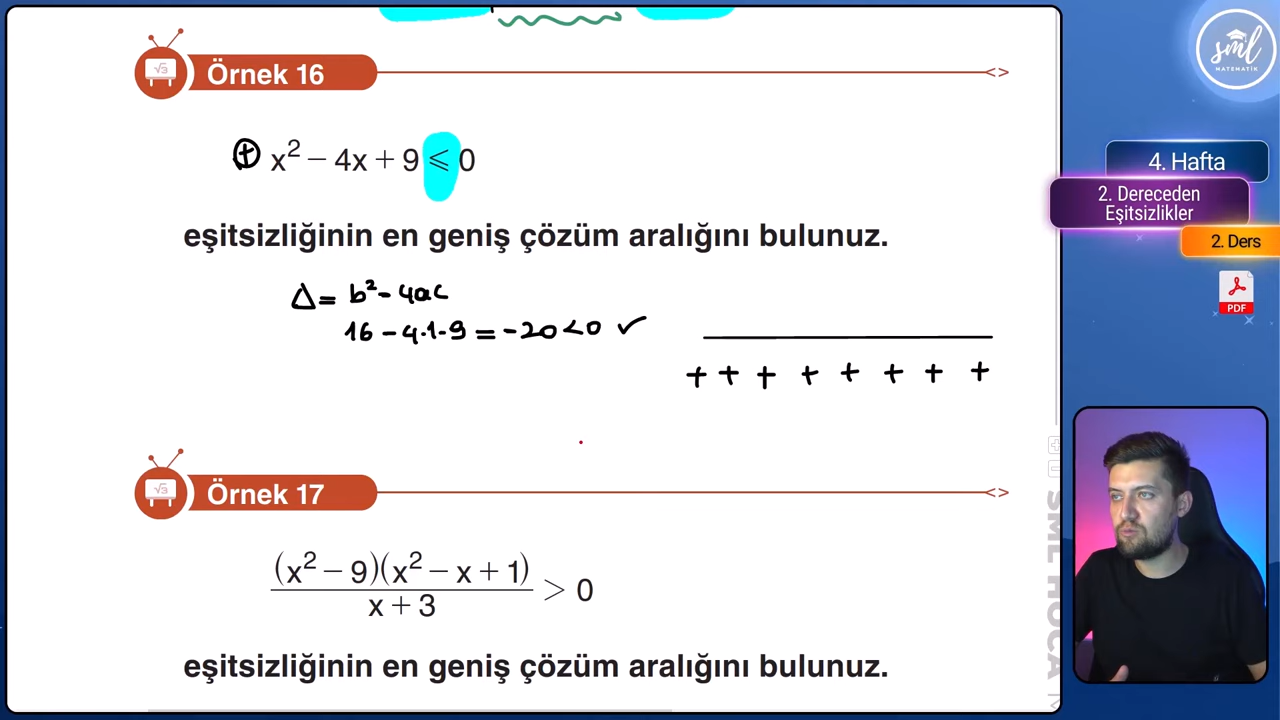 Örnek 16
sml
MATEMATİK
⊕ x² − 4x + 9 ⩽ 0
4. Hafta
2. Dereceden
Eşitsizlikler
2. Ders
eşitsizliğinin en geniş çözüm aralığını bulunuz.
PDF
Δ = b² − 4ac
16 − 4·1·9 = −20 < 0 ✓
+ + + + + + + +
√3
Örnek 17
(x² − 9)(x² − x + 1)
x + 3
> 0
eşitsizliğinin en geniş çözüm aralığını bulunuz.
SML HOCA